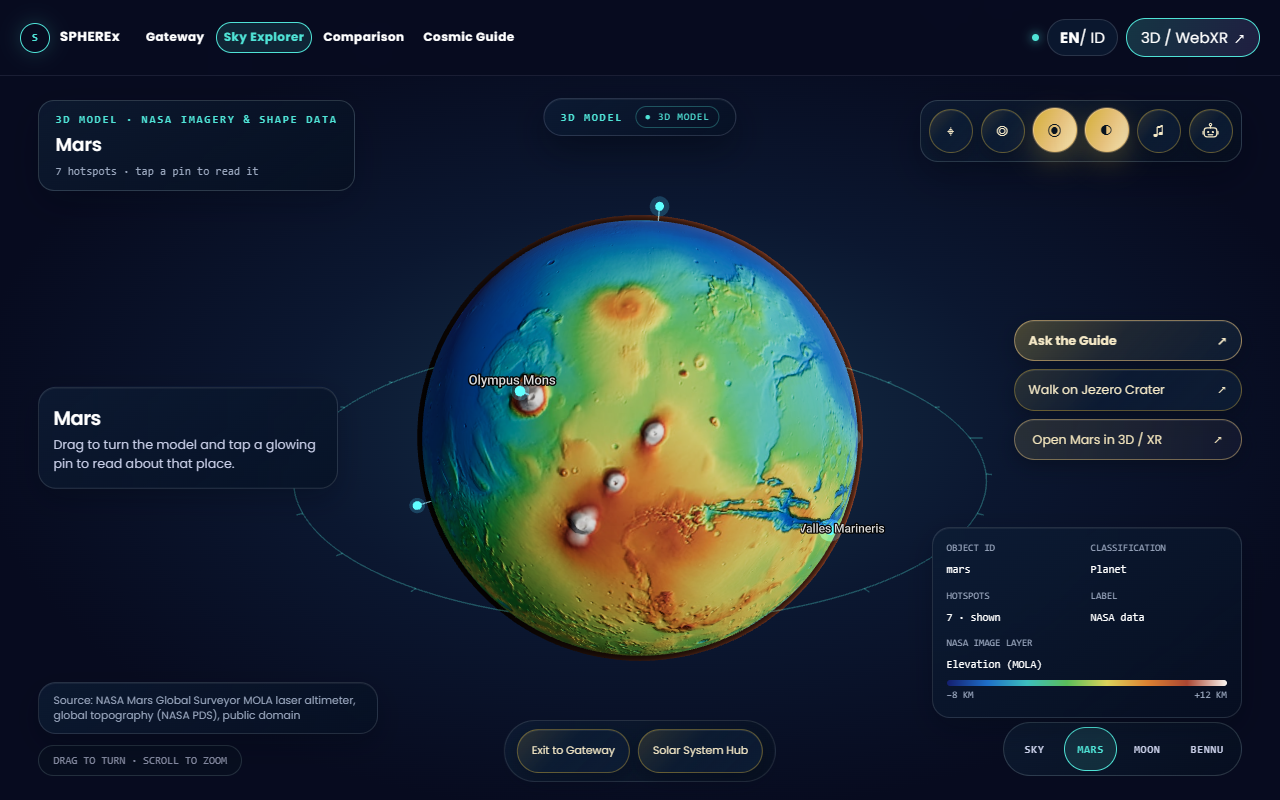 S SPHEREx Gateway Sky Explorer Comparison Cosmic Guide EN/ ID 3D / WebXR ↗
3D MODEL · NASA IMAGERY & SHAPE DATA
Mars
7 hotspots · tap a pin to read it
3D MODEL ● 3D MODEL
Olympus Mons
Valles Marineris
Mars
Drag to turn the model and tap a glowing
pin to read about that place.
Ask the Guide ↗
Walk on Jezero Crater ↗
Open Mars in 3D / XR ↗
OBJECT ID CLASSIFICATION
mars Planet
HOTSPOTS LABEL
7 · shown NASA data
NASA IMAGE LAYER
Elevation (MOLA)
−8 KM +12 KM
Source: NASA Mars Global Surveyor MOLA laser altimeter,
global topography (NASA PDS), public domain
DRAG TO TURN · SCROLL TO ZOOM
Exit to Gateway Solar System Hub
SKY MARS MOON BENNU